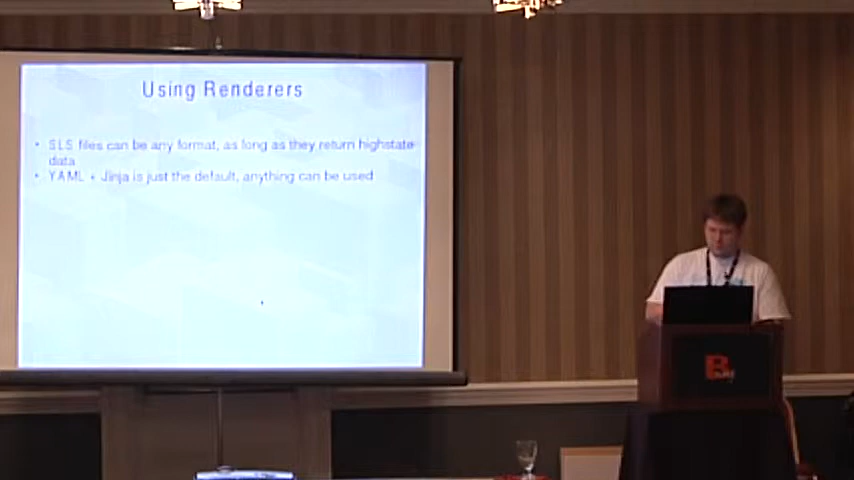 Using Renderers
• SLS files can be any format, as long as they return highstate
data
• YAML + Jinja is just the default, anything can be used